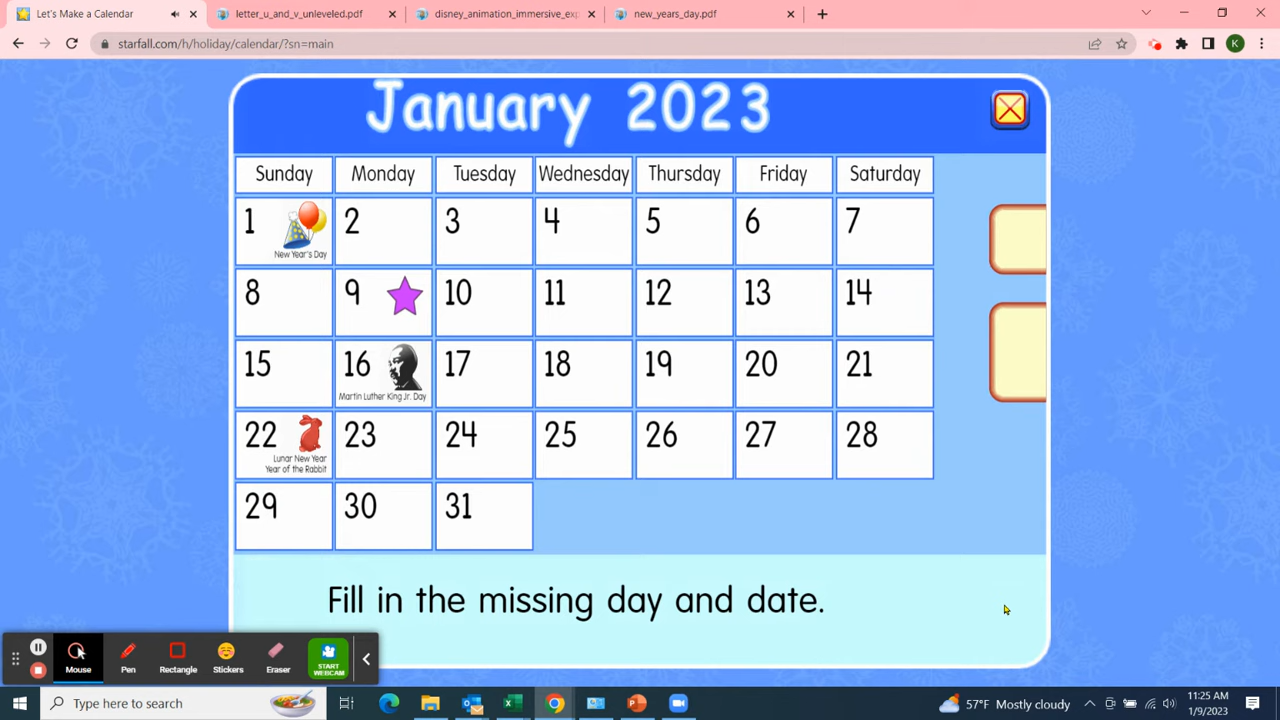 Let's Make a Calendar
letter_u_and_v_unleveled.pdf
disney_animation_immersive_exp
new_years_day.pdf
starfall.com/h/holiday/calendar/?sn=main
K
January 2023
Sunday Monday Tuesday Wednesday Thursday Friday Saturday
1 New Year's Day 2 3 4 5 6 7
8 9 10 11 12 13 14
15 16 Martin Luther King Jr. Day 17 18 19 20 21
22 23 24 25 26 27 28
Lunar New Year
Year of the Rabbit
29 30 31
Fill in the missing day and date.
Mouse Pen Rectangle Stickers Eraser START
WEBCAM
Type here to search
57°F Mostly cloudy
11:25 AM
1/9/2023